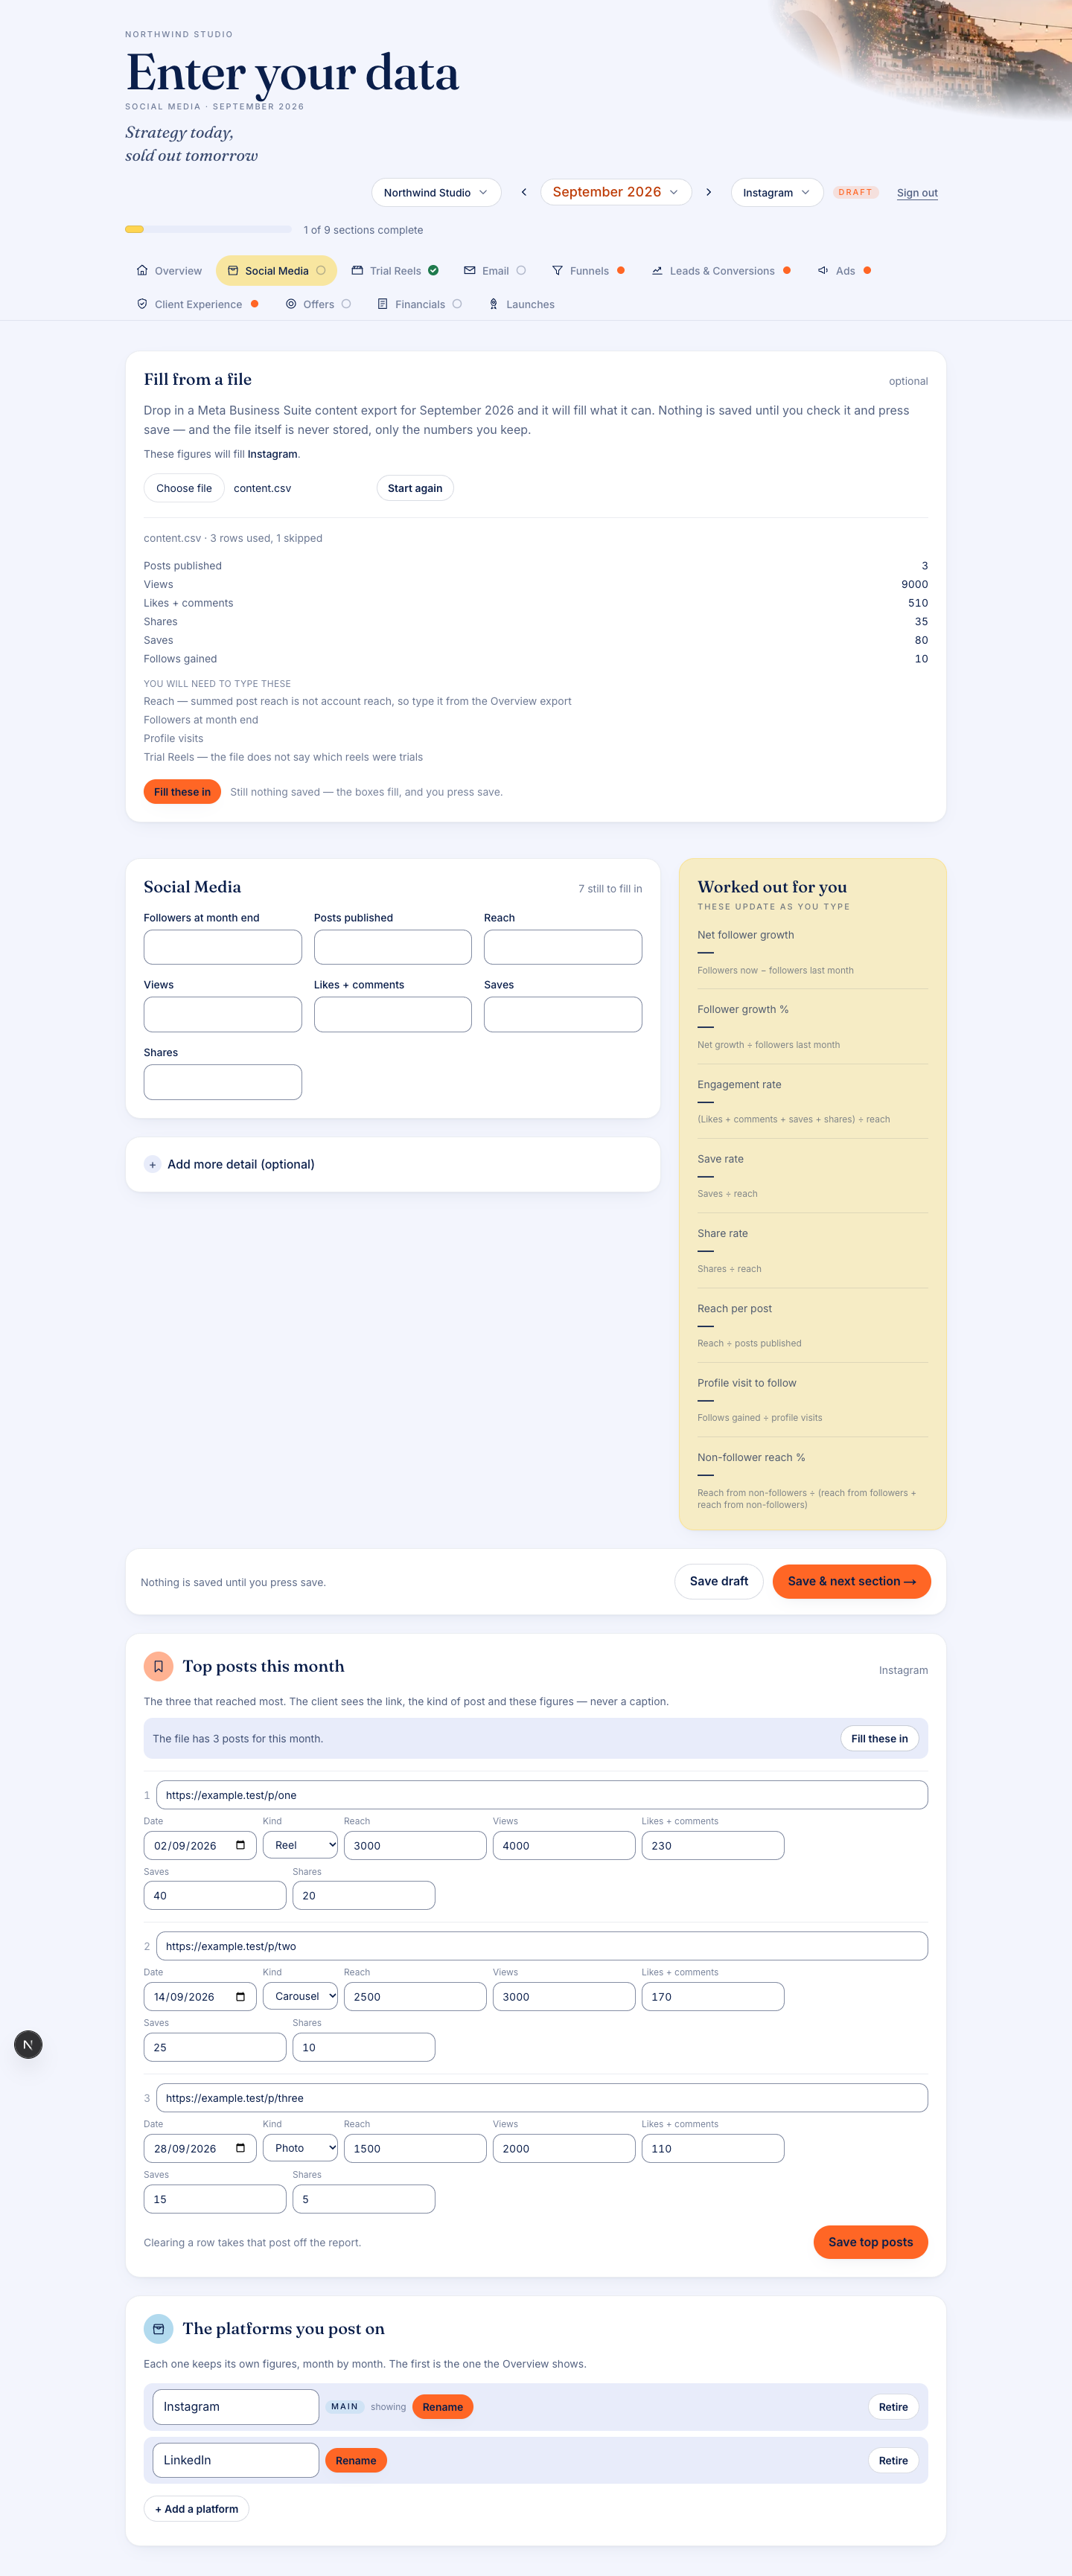 NORTHWIND STUDIO
Enter your data
SOCIAL MEDIA · SEPTEMBER 2026
Strategy today,
sold out tomorrow
Northwind Studio
September 2026
Instagram
DRAFT
Sign out
1 of 9 sections complete
Overview
Social Media
Trial Reels
Email
Funnels
Leads & Conversions
Ads
Client Experience
Offers
Financials
Launches
Fill from a file
optional
Drop in a Meta Business Suite content export for September 2026 and it will fill what it can. Nothing is saved until you check it and press
save — and the file itself is never stored, only the numbers you keep.
These figures will fill Instagram.
Choose file
content.csv
Start again
content.csv · 3 rows used, 1 skipped
Posts published 3
Views 9000
Likes + comments 510
Shares 35
Saves 80
Follows gained 10
YOU WILL NEED TO TYPE THESE
Reach — summed post reach is not account reach, so type it from the Overview export
Followers at month end
Profile visits
Trial Reels — the file does not say which reels were trials
Fill these in
Still nothing saved — the boxes fill, and you press save.
Social Media
7 still to fill in
Followers at month end
Posts published
Reach
Views
Likes + comments
Saves
Shares
+ Add more detail (optional)
Worked out for you
THESE UPDATE AS YOU TYPE
Net follower growth
—
Followers now − followers last month
Follower growth %
—
Net growth ÷ followers last month
Engagement rate
—
(Likes + comments + saves + shares) ÷ reach
Save rate
—
Saves ÷ reach
Share rate
—
Shares ÷ reach
Reach per post
—
Reach ÷ posts published
Profile visit to follow
—
Follows gained ÷ profile visits
Non-follower reach %
—
Reach from non-followers ÷ (reach from followers +
reach from non-followers)
Nothing is saved until you press save.
Save draft
Save & next section →
Top posts this month
Instagram
The three that reached most. The client sees the link, the kind of post and these figures — never a caption.
The file has 3 posts for this month.
Fill these in
1 https://example.test/p/one
Date Kind Reach Views Likes + comments
02/09/2026 Reel 3000 4000 230
Saves Shares
40 20
2 https://example.test/p/two
Date Kind Reach Views Likes + comments
14/09/2026 Carousel 2500 3000 170
Saves Shares
25 10
3 https://example.test/p/three
Date Kind Reach Views Likes + comments
28/09/2026 Photo 1500 2000 110
Saves Shares
15 5
Clearing a row takes that post off the report.
Save top posts
The platforms you post on
Each one keeps its own figures, month by month. The first is the one the Overview shows.
Instagram MAIN showing Rename Retire
LinkedIn Rename Retire
+ Add a platform
N